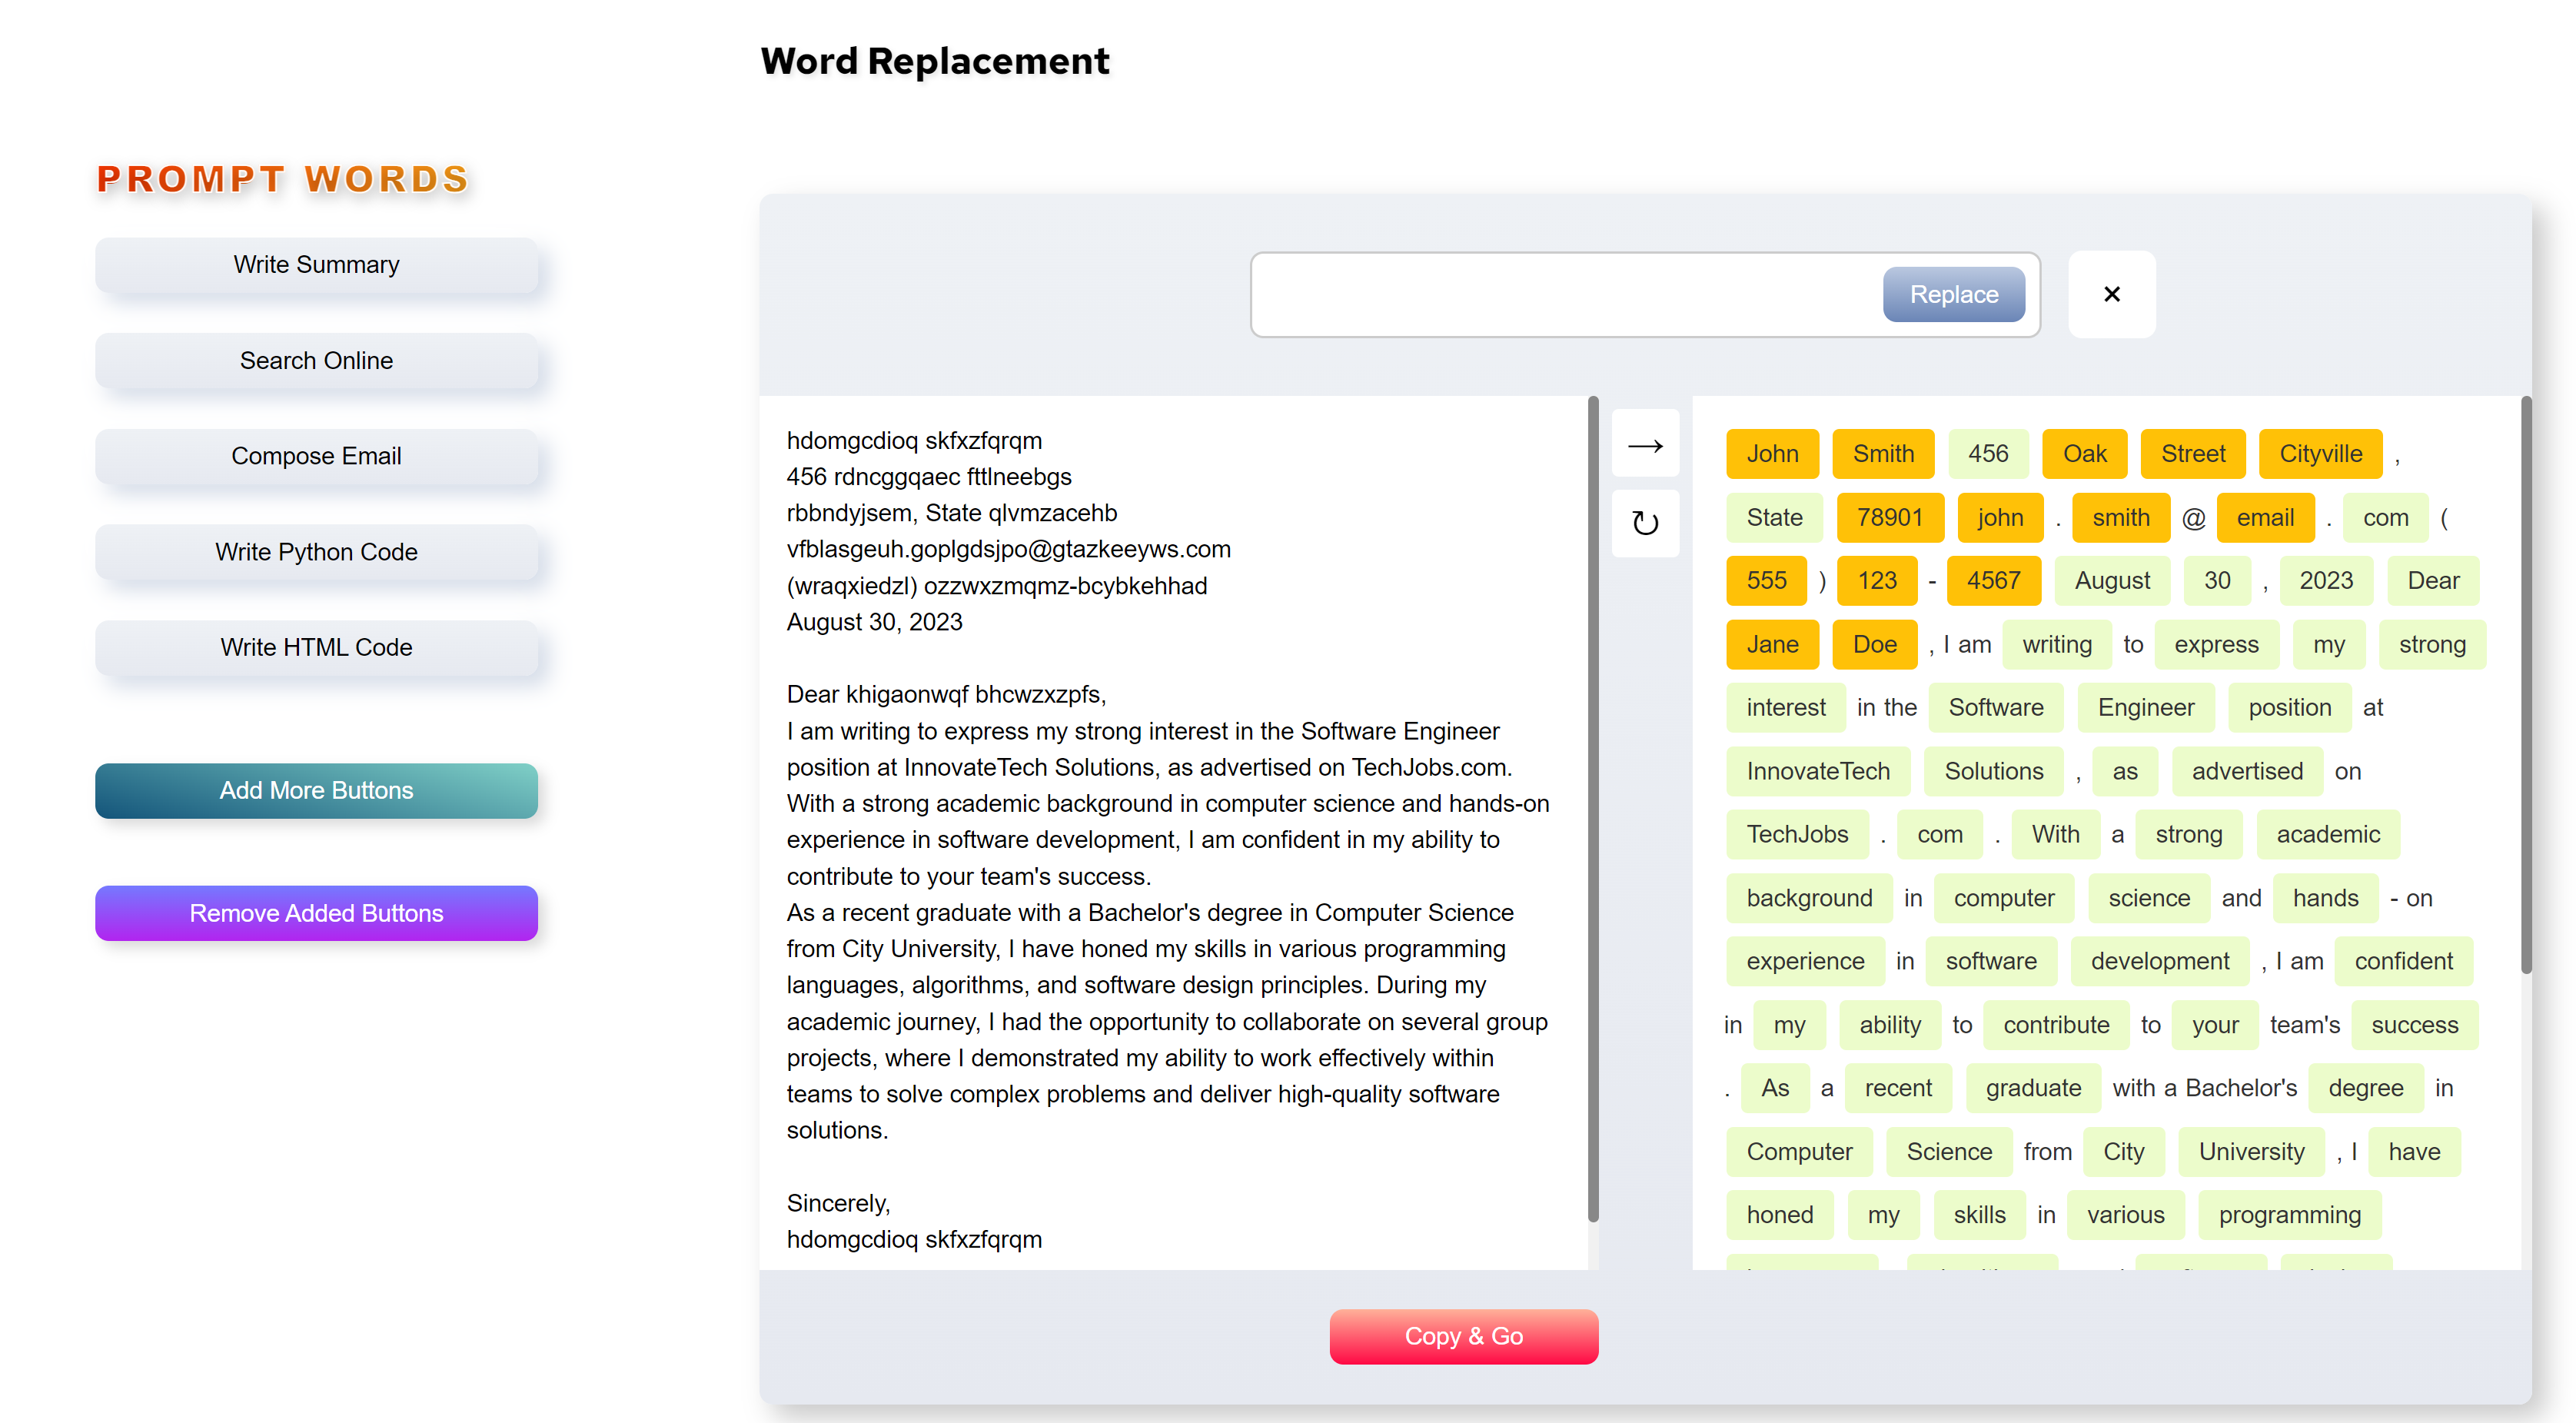 Word Replacement
PROMPT WORDS
Write Summary
Search Online
Compose Email
Write Python Code
Write HTML Code
Add More Buttons
Remove Added Buttons
Replace ×
hdomgcdioq skfxzfqrqm
456 rdncggqaec fttlneebgs
rbbndyjsem, State qlvmzacehb
vfblasgeuh.goplgdsjpo@gtazkeeyws.com
(wraqxiedzl) ozzwxzmqmz-bcybkehhad
August 30, 2023
Dear khigaonwqf bhcwzxzpfs,
I am writing to express my strong interest in the Software Engineer
position at InnovateTech Solutions, as advertised on TechJobs.com.
With a strong academic background in computer science and hands-on
experience in software development, I am confident in my ability to
contribute to your team's success.
As a recent graduate with a Bachelor's degree in Computer Science
from City University, I have honed my skills in various programming
languages, algorithms, and software design principles. During my
academic journey, I had the opportunity to collaborate on several group
projects, where I demonstrated my ability to work effectively within
teams to solve complex problems and deliver high-quality software
solutions.
Sincerely,
hdomgcdioq skfxzfqrqm
→
↻
John Smith 456 Oak Street Cityville ,
State 78901 john . smith @ email . com (
555 ) 123 - 4567 August 30 , 2023 Dear
Jane Doe , I am writing to express my strong
interest in the Software Engineer position at
InnovateTech Solutions , as advertised on
TechJobs . com . With a strong academic
background in computer science and hands - on
experience in software development , I am confident
in my ability to contribute to your team's success
. As a recent graduate with a Bachelor's degree in
Computer Science from City University , I have
honed my skills in various programming
Copy & Go